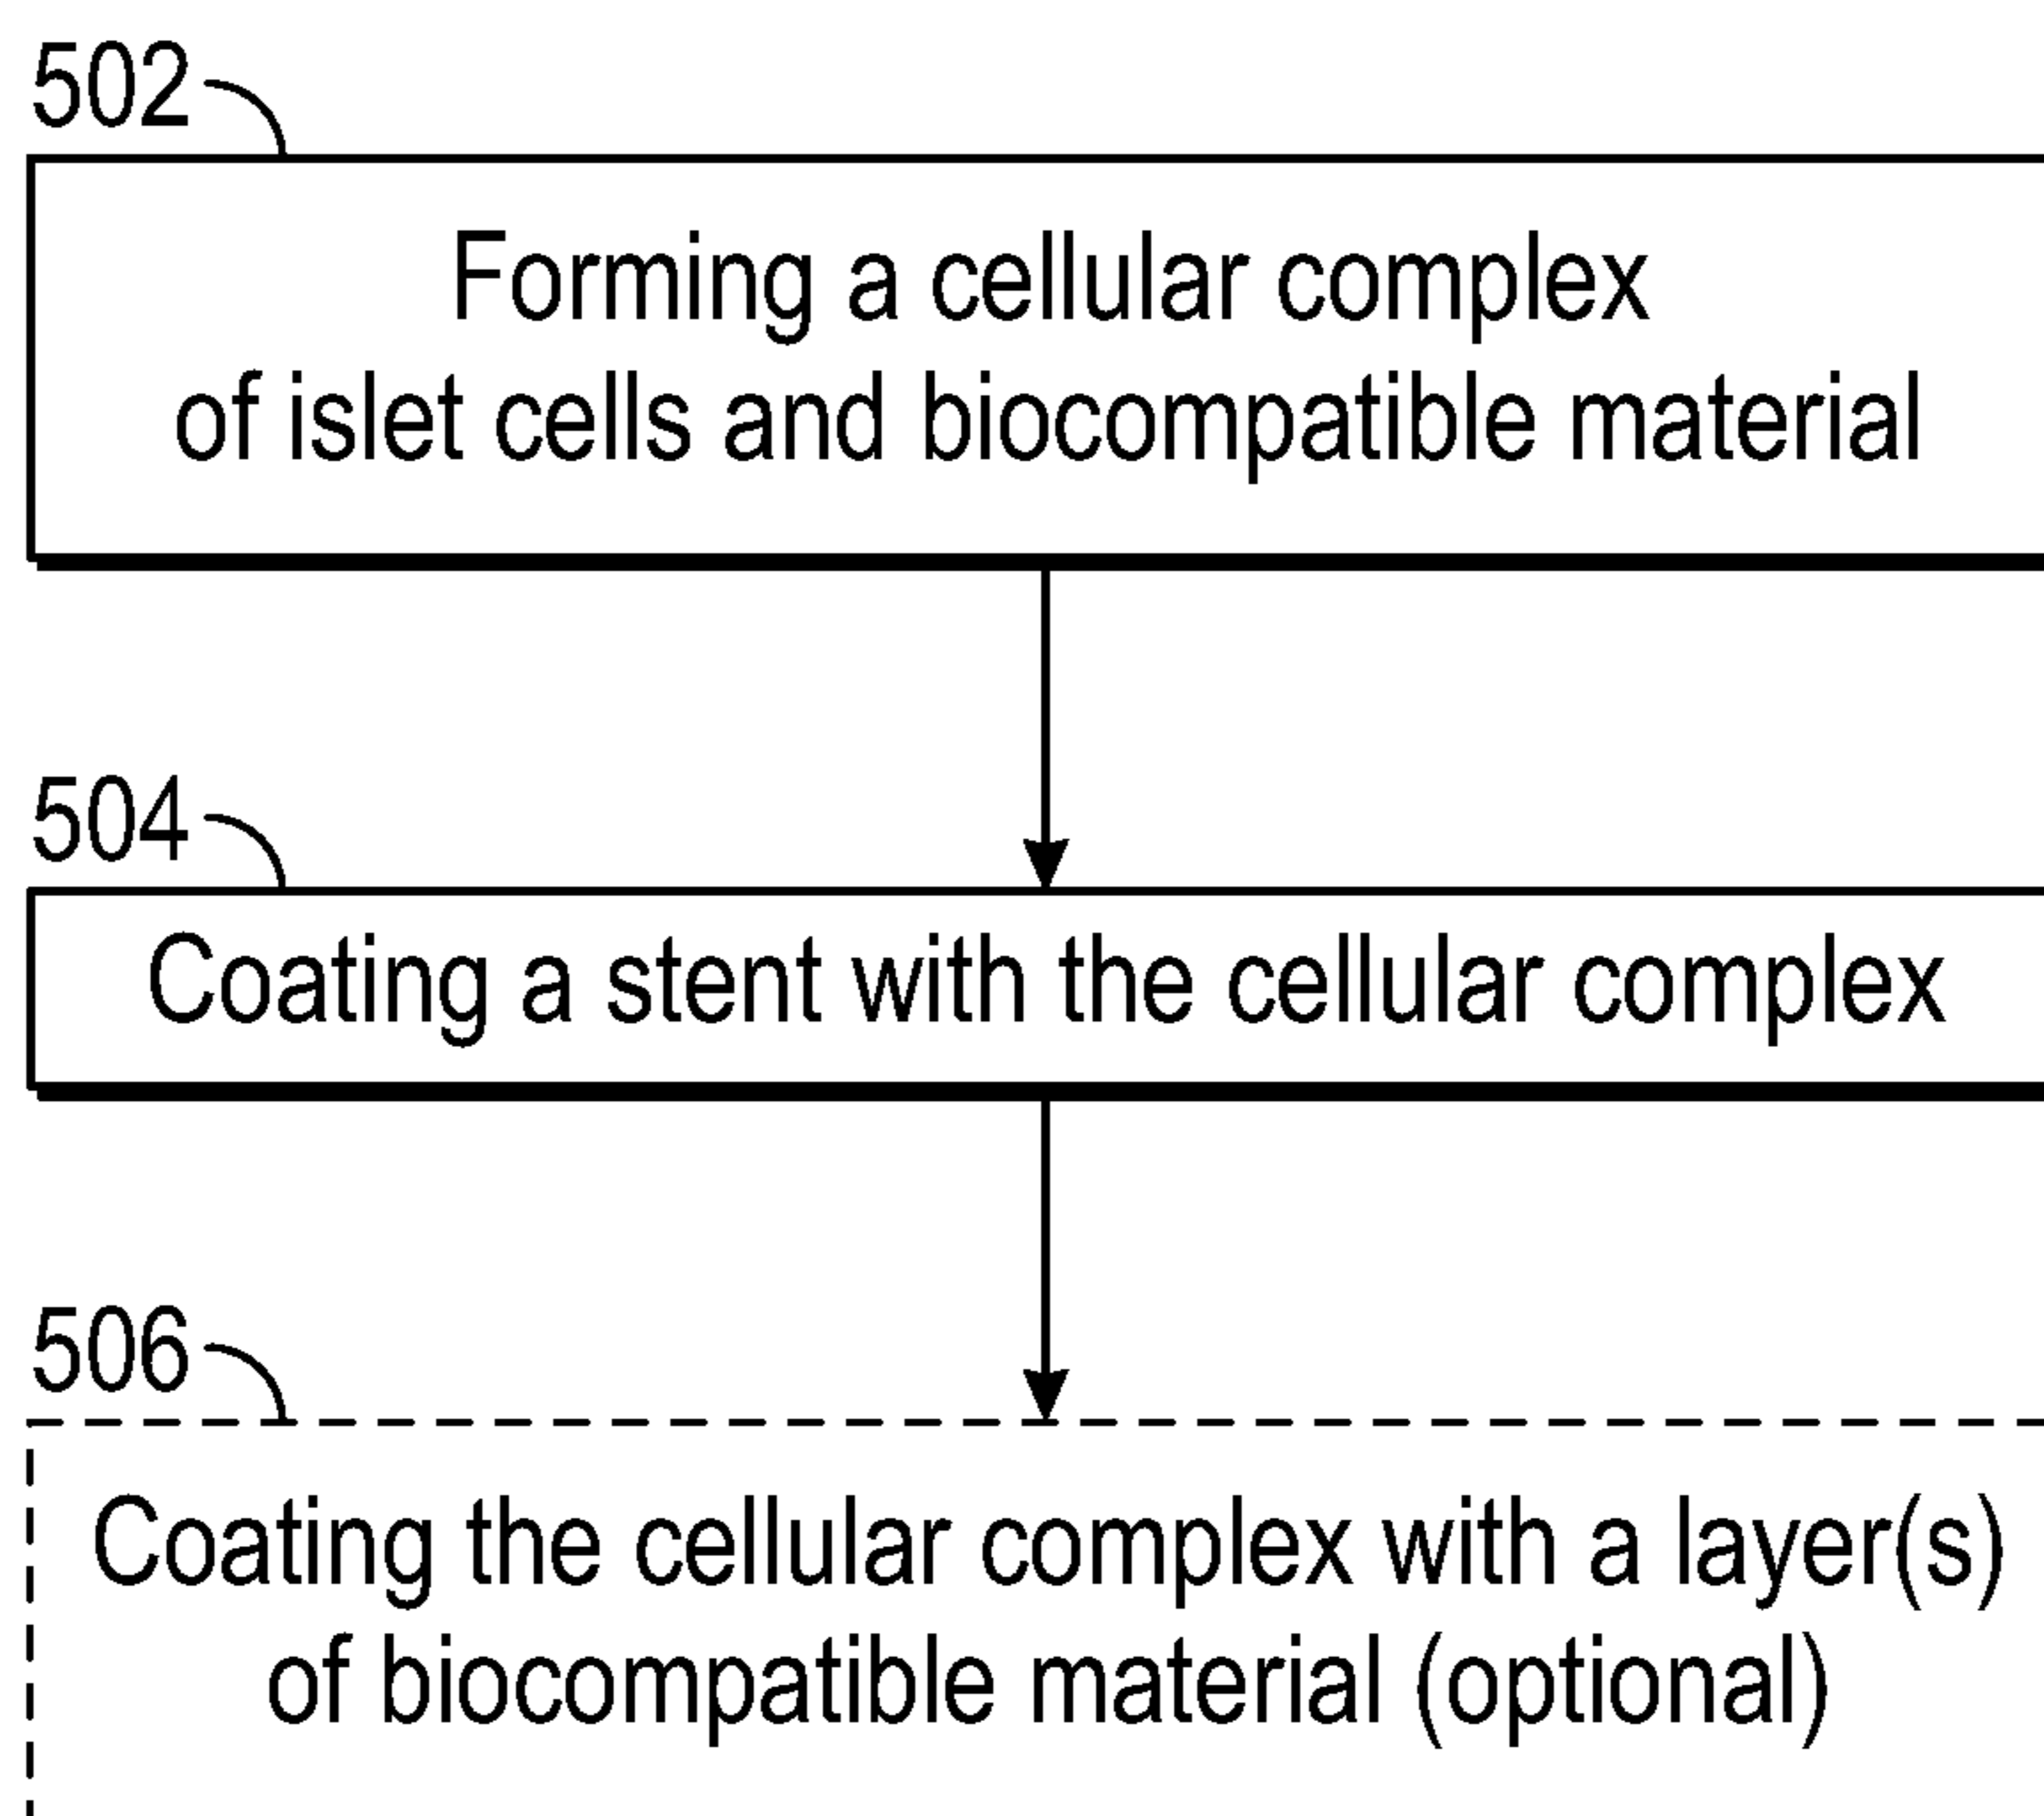 502
Forming a cellular complex
of islet cells and biocompatible material
504
Coating a stent with the cellular complex
506
Coating the cellular complex with a layer(s)
of biocompatible material (optional)